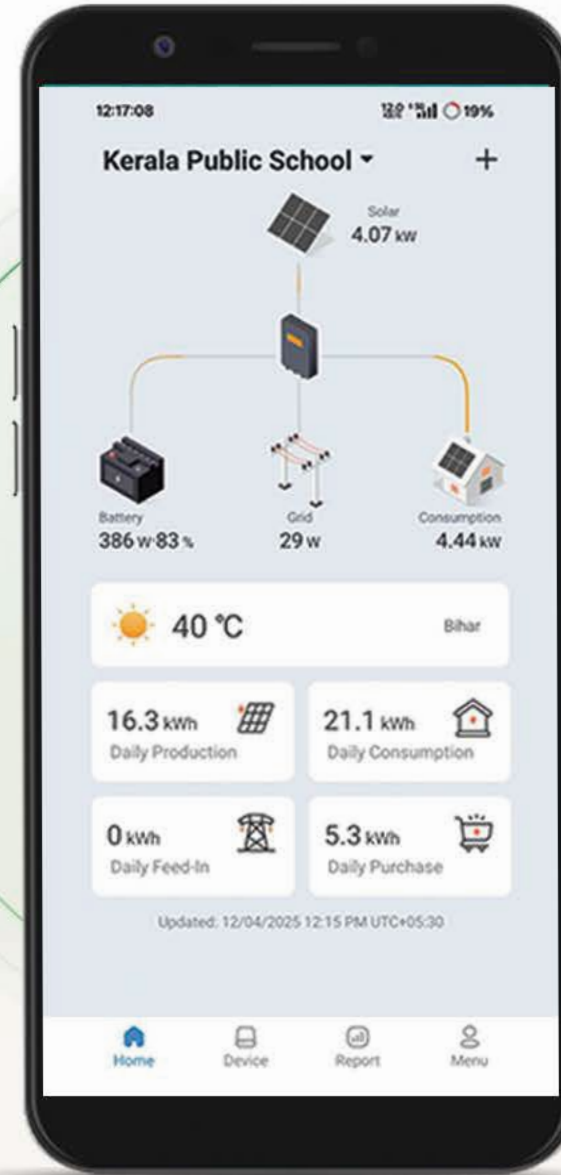 12:17:08
19%
Kerala Public School
+
Solar
4.07 kW
Battery
386 W·83 %
Grid
29 W
Consumption
4.44 kW
40 °C
Bihar
16.3 kWh
Daily Production
21.1 kWh
Daily Consumption
0 kWh
Daily Feed-In
5.3 kWh
Daily Purchase
Updated: 12/04/2025 12:15 PM UTC+05:30
Home
Device
Report
Menu